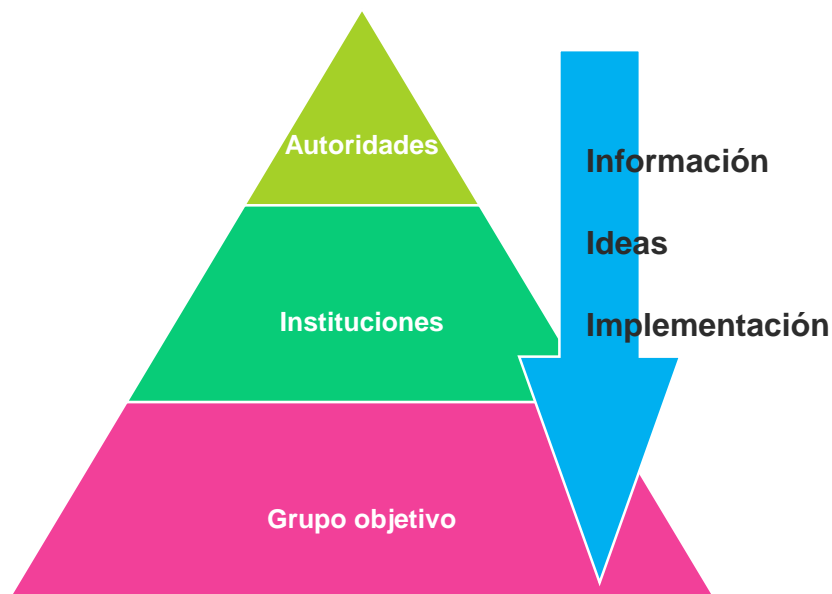 Autoridades
Instituciones
Grupo objetivo
Información
Ideas
Implementación